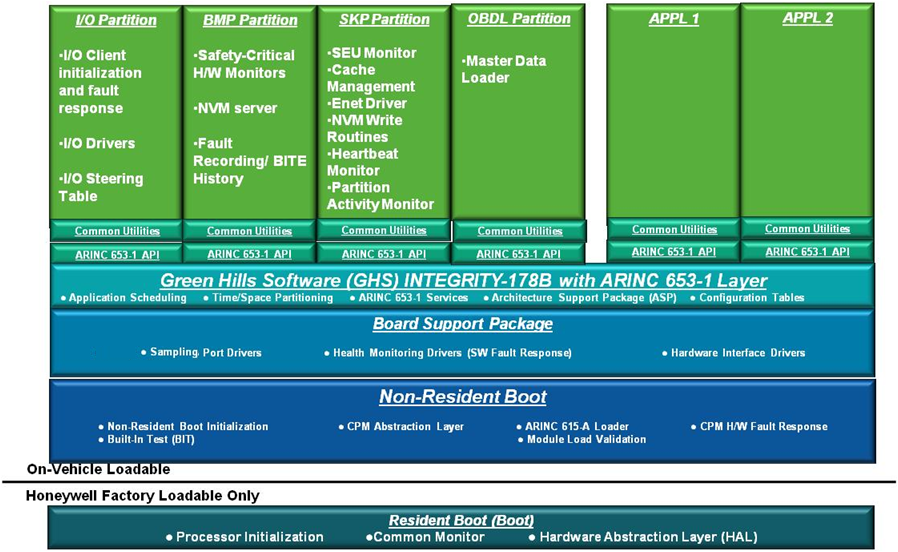 I/O Partition
·I/O Client
initialization
and fault
response
·I/O Drivers
·I/O Steering
Table
Common Utilities
ARINC 653-1 API
BMP Partition
·Safety-Critical
H/W Monitors
·NVM server
·Fault
Recording/ BITE
History
Common Utilities
ARINC 653-1 API
SKP Partition
·SEU Monitor
·Cache
Management
·Enet Driver
·NVM Write
Routines
·Heartbeat
Monitor
·Partition
Activity Monitor
Common Utilities
ARINC 653-1 API
OBDL Partition
·Master Data
Loader
Common Utilities
ARINC 653-1 API
APPL 1
Common Utilities
ARINC 653-1 API
APPL 2
Common Utilities
ARINC 653-1 API
Green Hills Software (GHS) INTEGRITY-178B with ARINC 653-1 Layer
● Application Scheduling ● Time/Space Partitioning ● ARINC 653-1 Services ● Architecture Support Package (ASP) ● Configuration Tables
Board Support Package
● Sampling, Port Drivers ● Health Monitoring Drivers (SW Fault Response) ● Hardware Interface Drivers
Non-Resident Boot
● Non-Resident Boot Initialization ● CPM Abstraction Layer ● ARINC 615-A Loader ● CPM H/W Fault Response
● Built-In Test (BIT) ● Module Load Validation
On-Vehicle Loadable
Honeywell Factory Loadable Only
Resident Boot (Boot)
● Processor Initialization ●Common Monitor ● Hardware Abstraction Layer (HAL)